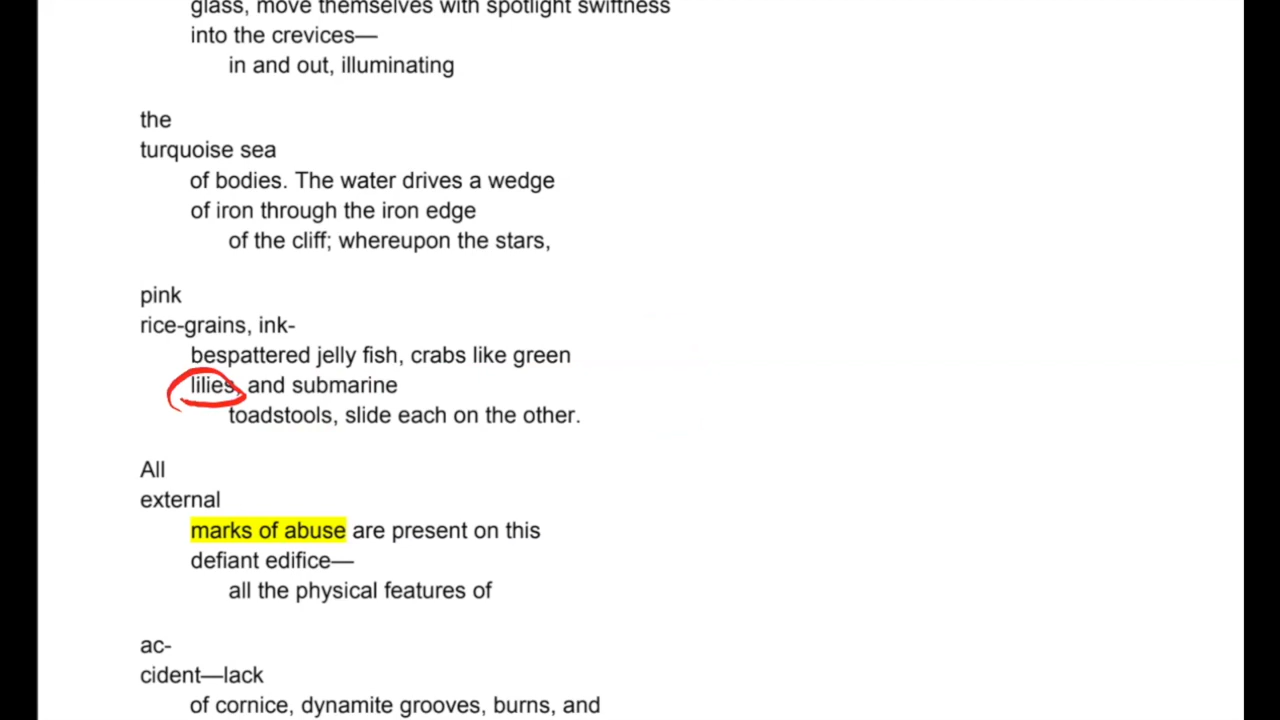 glass, move themselves with spotlight swiftness
into the crevices—
in and out, illuminating
the
turquoise sea
of bodies. The water drives a wedge
of iron through the iron edge
of the cliff; whereupon the stars,
pink
rice-grains, ink-
bespattered jelly fish, crabs like green
lilies, and submarine
toadstools, slide each on the other.
All
external
marks of abuse are present on this
defiant edifice—
all the physical features of
ac-
cident—lack
of cornice, dynamite grooves, burns, and